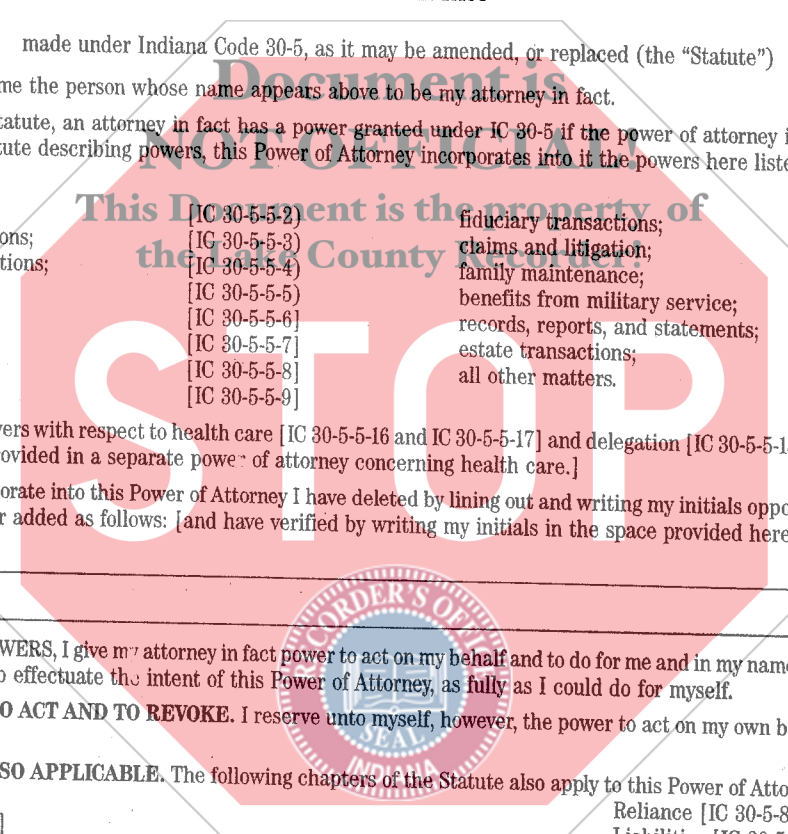 made under Indiana Code 30-5, as it may be amended, or replaced (the “Statute”)
Document is
me the person whose name appears above to be my attorney in fact.
tatute, an attorney in fact has a power granted under IC 30-5 if the power of attorney i
NOT OFFICIAL!
tute describing powers, this Power of Attorney incorporates into it the powers here liste
This Document is the property of
[IC 30-5-5-2) fiduciary transactions;
ons; [IC 30-5-5-3) claims and litigation;
the Lake County Recorder!
tions; [IC 30-5-5-4) family maintenance;
[IC 30-5-5-5) benefits from military service;
[IC 30-5-5-6] records, reports, and statements;
[IC 30-5-5-7] estate transactions;
[IC 30-5-5-8] all other matters.
[IC 30-5-5-9]
STOP
vers with respect to health care [IC 30-5-5-16 and IC 30-5-5-17] and delegation [IC 30-5-5-1
ovided in a separate power of attorney concerning health care.]
orate into this Power of Attorney I have deleted by lining out and writing my initials oppo
r added as follows: [and have verified by writing my initials in the space provided here
RECORDER'S OFFICE
WERS, I give my attorney in fact power to act on my behalf and to do for me and in my name
o effectuate the intent of this Power of Attorney, as fully as I could do for myself.
O ACT AND TO REVOKE. I reserve unto myself, however, the power to act on my own b
SEAL
INDIANA
SO APPLICABLE. The following chapters of the Statute also apply to this Power of Atto
Reliance [IC 30-5-8